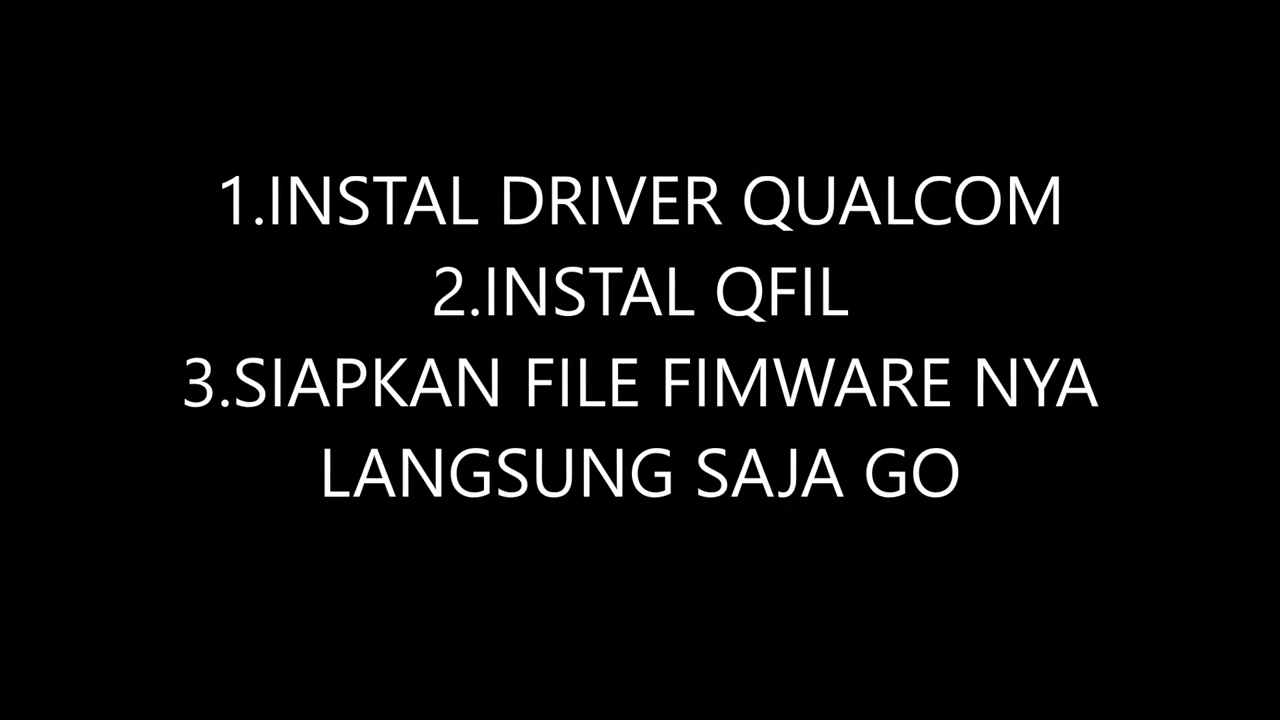 1.INSTAL DRIVER QUALCOM
2.INSTAL QFIL
3.SIAPKAN FILE FIMWARE NYA
LANGSUNG SAJA GO